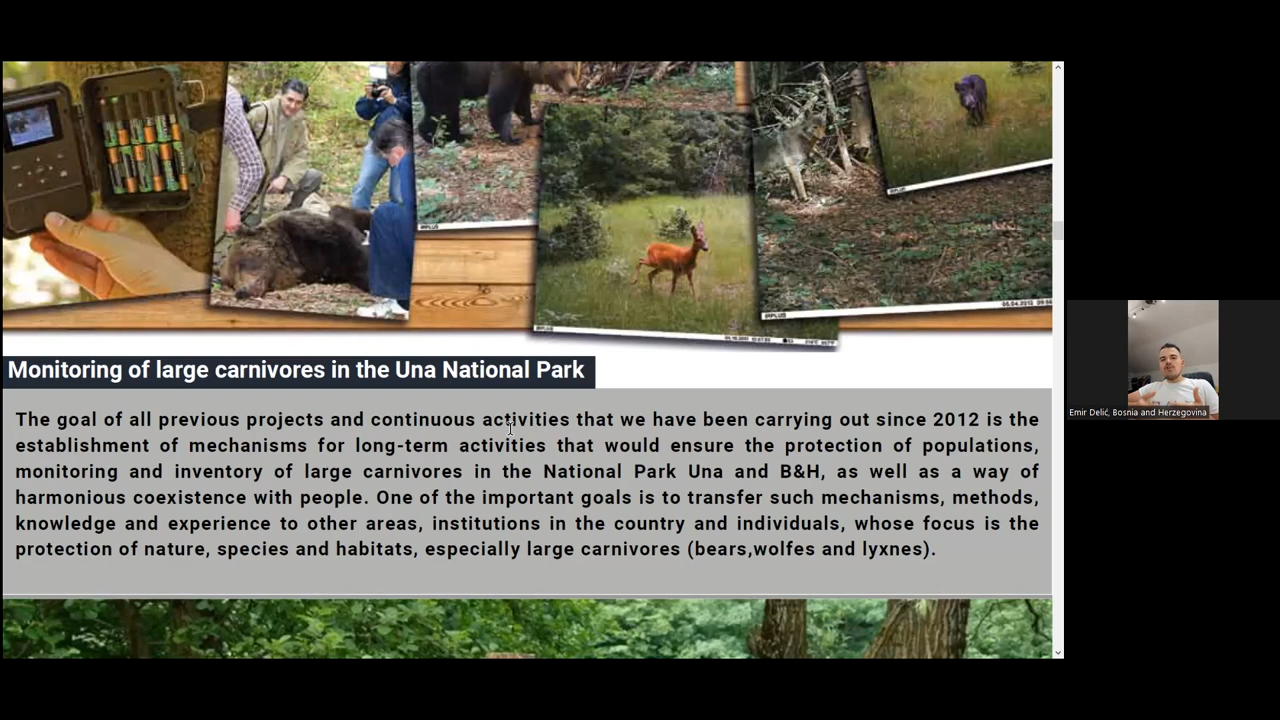 IRPLUS
IRPLUS
IRPLUS
IRPLUS
Monitoring of large carnivores in the Una National Park
The goal of all previous projects and continuous activities that we have been carrying out since 2012 is the
establishment of mechanisms for long-term activities that would ensure the protection of populations,
monitoring and inventory of large carnivores in the National Park Una and B&H, as well as a way of
harmonious coexistence with people. One of the important goals is to transfer such mechanisms, methods,
knowledge and experience to other areas, institutions in the country and individuals, whose focus is the
protection of nature, species and habitats, especially large carnivores (bears,wolfes and lyxnes).
Emir Delić, Bosnia and Herzegovina